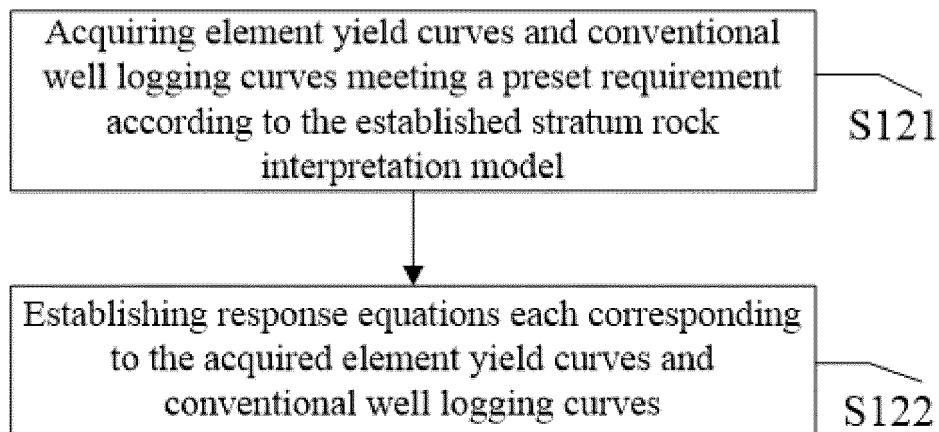 Acquiring element yield curves and conventional
well logging curves meeting a preset requirement
according to the established stratum rock
interpretation model
S121
Establishing response equations each corresponding
to the acquired element yield curves and
conventional well logging curves
S122